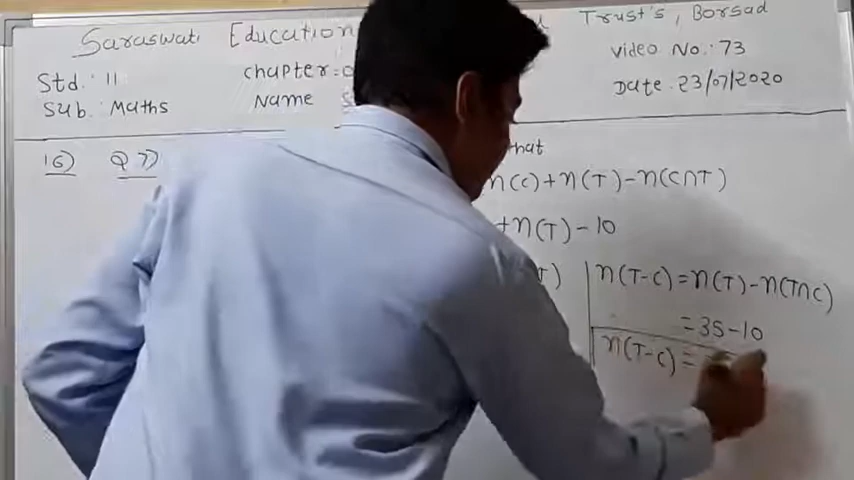 Saraswati Education Trust's, Borsad
Std. : 11
chapter:
video No. : 73
Sub. Maths
Name
Date. 23/07/2020
16) Q 7) that
n(C)+n(T)-n(C∩T)
+n(T)-10
n(T-C)=n(T)-n(T∩C)
=35-10
n(T-C)=